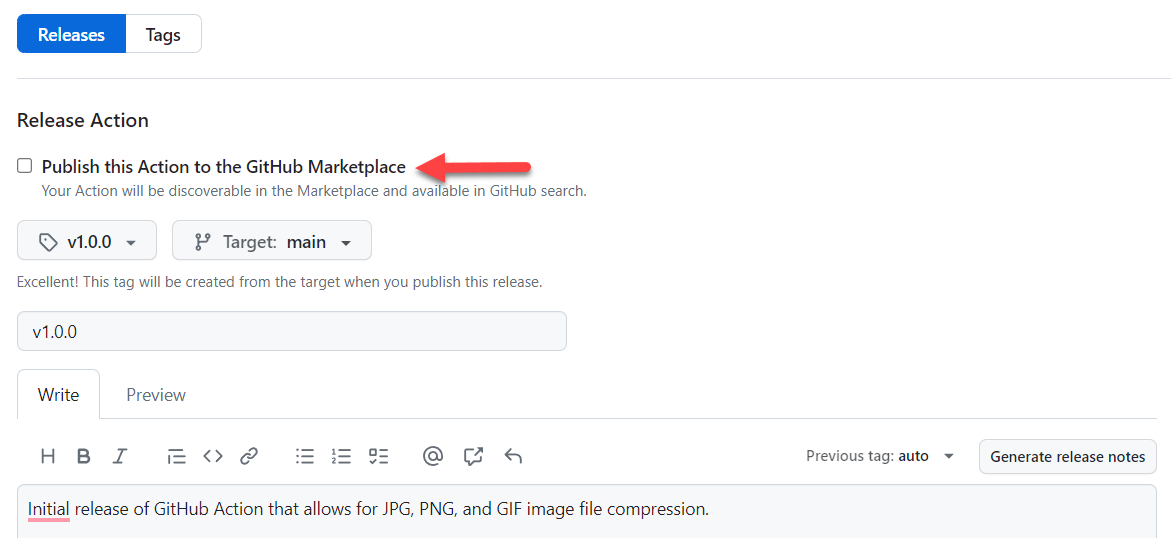 Releases Tags
Release Action
Publish this Action to the GitHub Marketplace
Your Action will be discoverable in the Marketplace and available in GitHub search.
v1.0.0 Target: main
Excellent! This tag will be created from the target when you publish this release.
v1.0.0
Write Preview
Previous tag: auto Generate release notes
Initial release of GitHub Action that allows for JPG, PNG, and GIF image file compression.